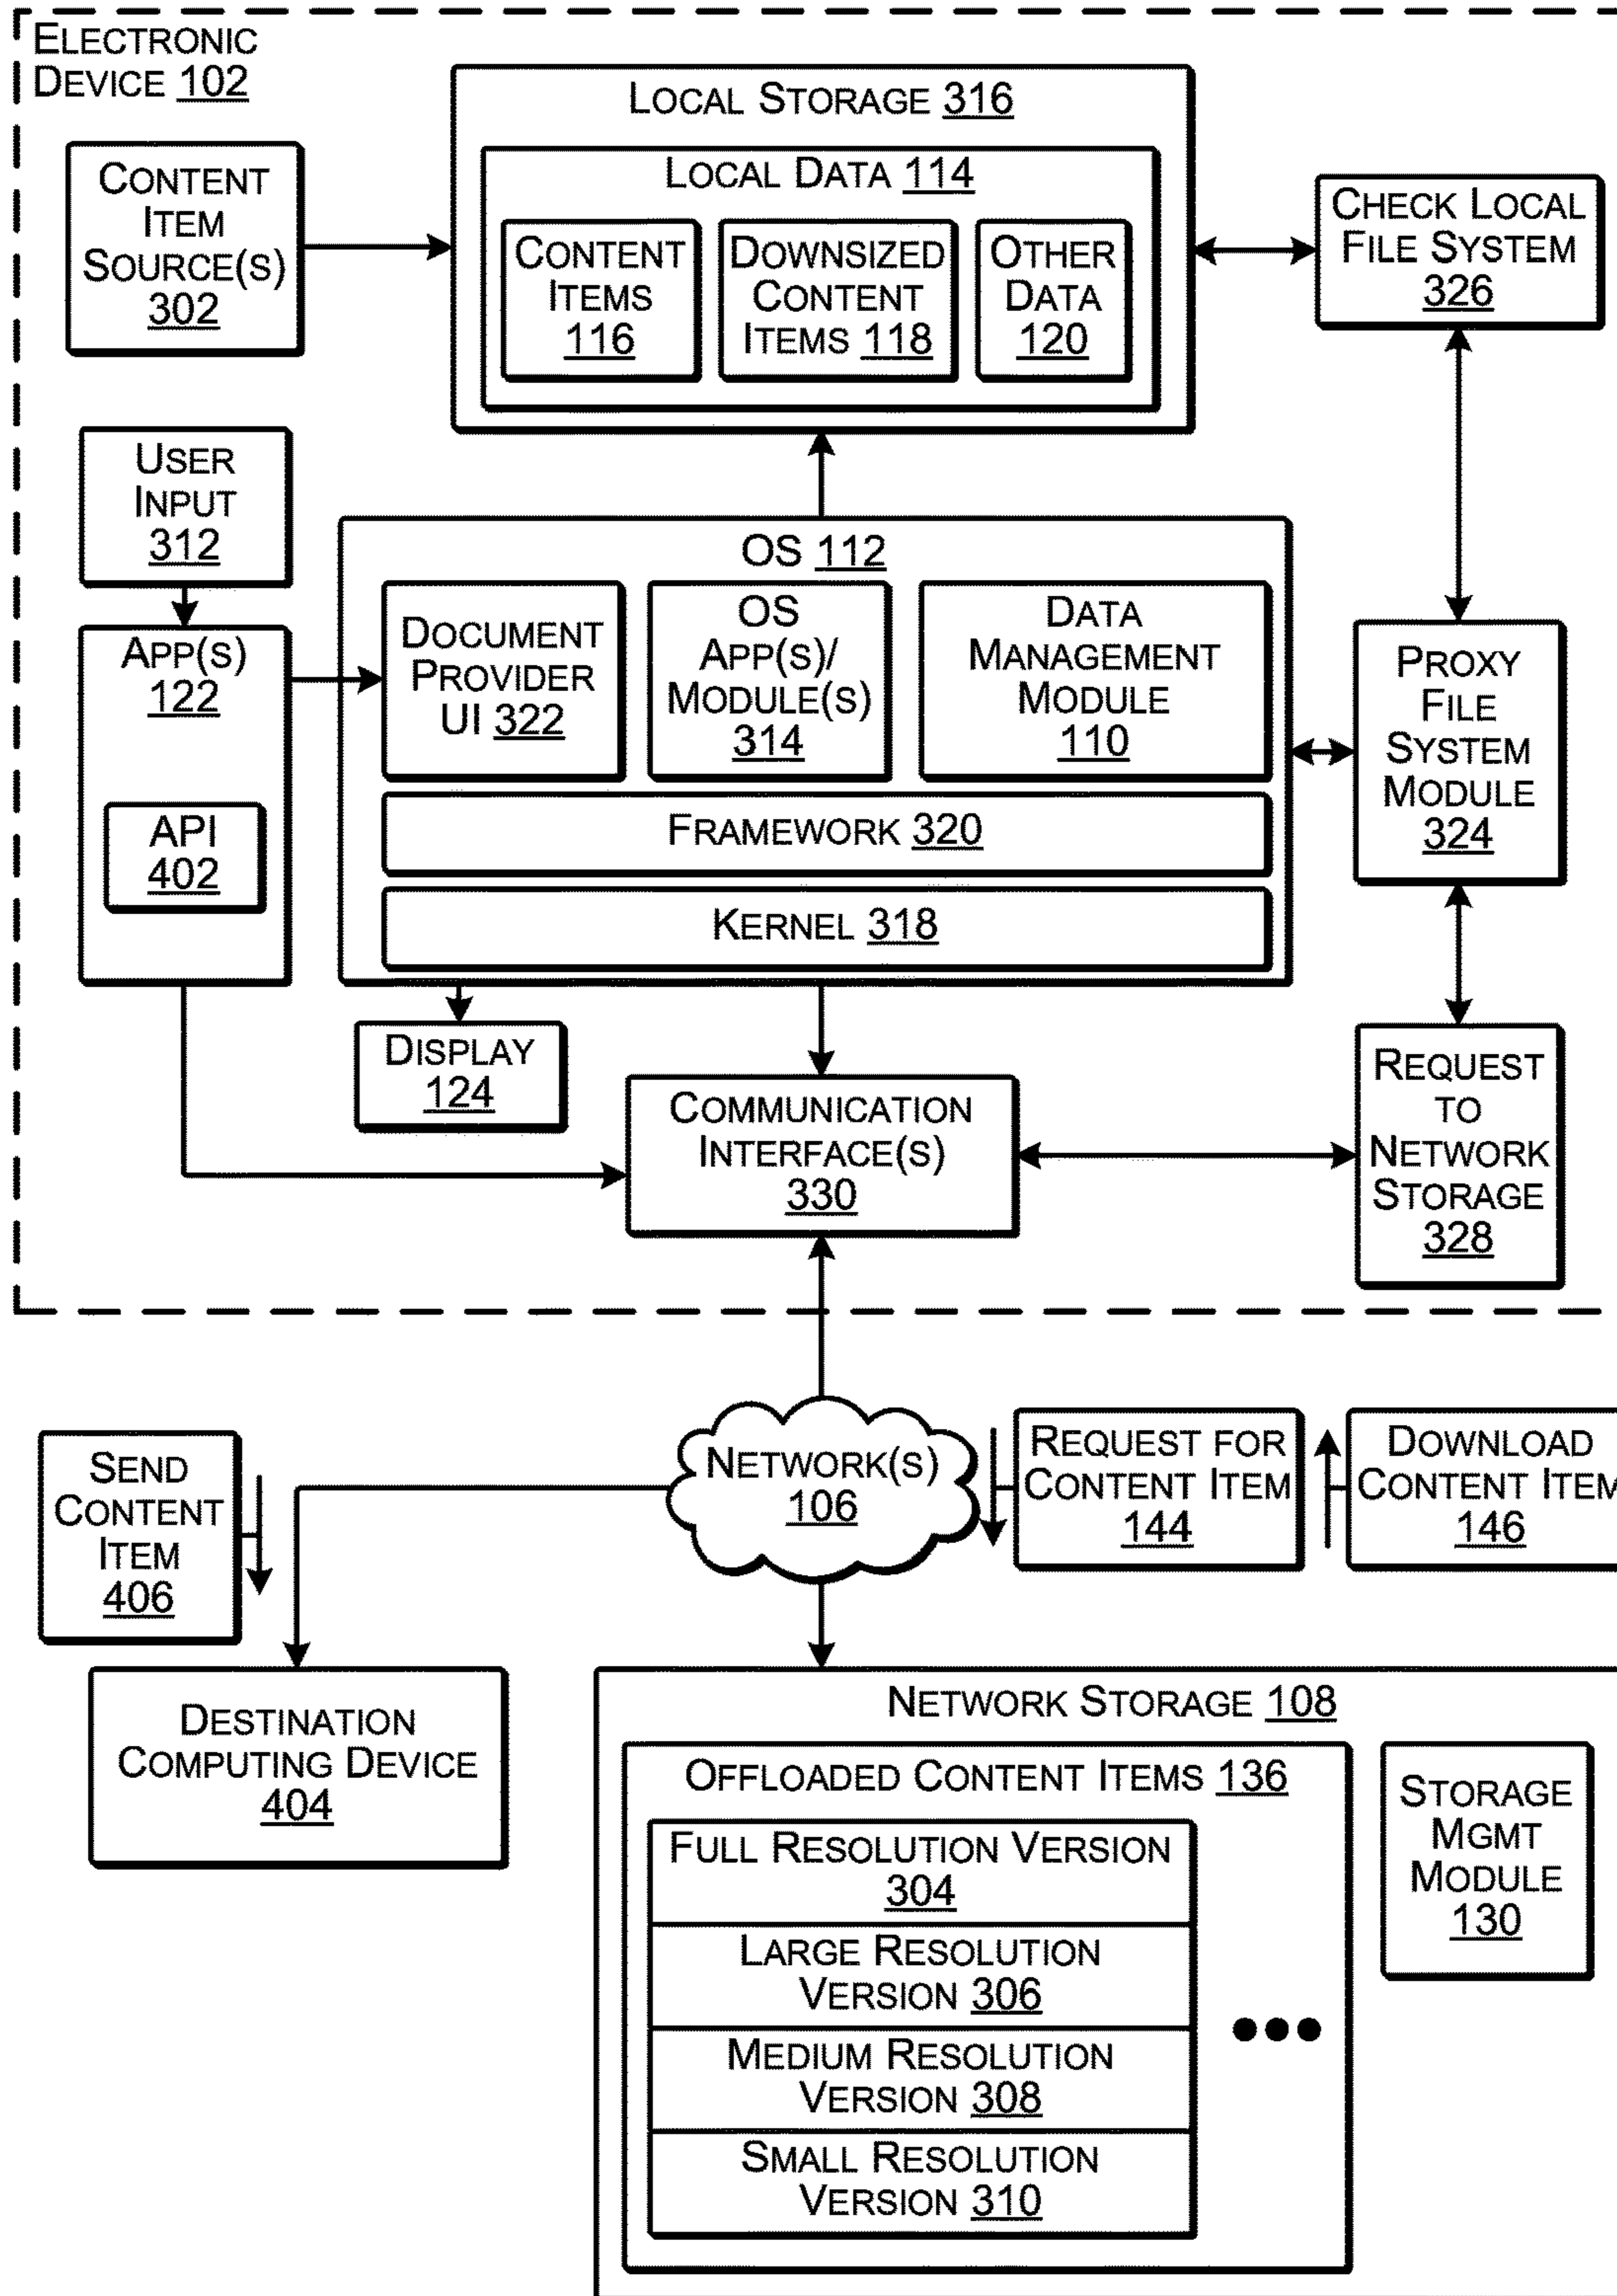 ELECTRONIC
DEVICE 102
LOCAL STORAGE 316
LOCAL DATA 114
CONTENT
ITEMS
116
DOWNSIZED
CONTENT
ITEMS 118
OTHER
DATA
120
CONTENT
ITEM
SOURCE(S)
302
CHECK LOCAL
FILE SYSTEM
326
USER
INPUT
312
APP(S)
122
API
402
OS 112
DOCUMENT
PROVIDER
UI 322
OS
APP(S)/
MODULE(S)
314
DATA
MANAGEMENT
MODULE
110
FRAMEWORK 320
KERNEL 318
PROXY
FILE
SYSTEM
MODULE
324
DISPLAY
124
COMMUNICATION
INTERFACE(S)
330
REQUEST
TO
NETWORK
STORAGE
328
SEND
CONTENT
ITEM
406
NETWORK(S)
106
REQUEST FOR
CONTENT ITEM
144
DOWNLOAD
CONTENT ITEM
146
DESTINATION
COMPUTING DEVICE
404
NETWORK STORAGE 108
OFFLOADED CONTENT ITEMS 136
FULL RESOLUTION VERSION
304
LARGE RESOLUTION
VERSION 306
MEDIUM RESOLUTION
VERSION 308
SMALL RESOLUTION
VERSION 310
STORAGE
MGMT
MODULE
130